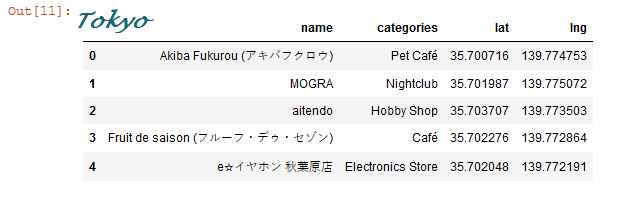 Out[11]: Tokyo
name categories lat lng
0 Akiba Fukurou (アキバフクロウ) Pet Café 35.700716 139.774753
1 MOGRA Nightclub 35.701987 139.775072
2 aitendo Hobby Shop 35.703707 139.773503
3 Fruit de saison (フルーフ・デゥ・セゾン) Café 35.702276 139.772864
4 e☆イヤホン 秋葉原店 Electronics Store 35.702048 139.772191